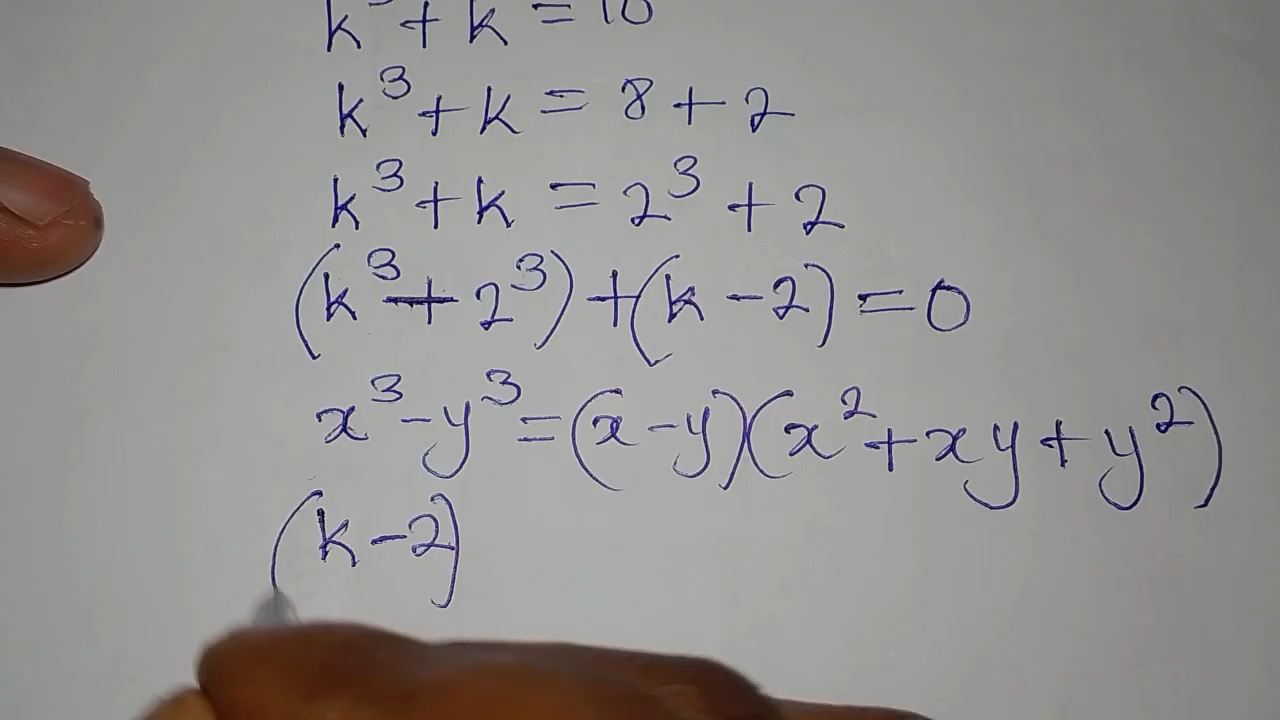 k³ + k = 10
k³ + k = 8 + 2
k³ + k = 2³ + 2
(k³ - 2³) + (k - 2) = 0
x³ - y³ = (x - y)(x² + xy + y²)
(k - 2)